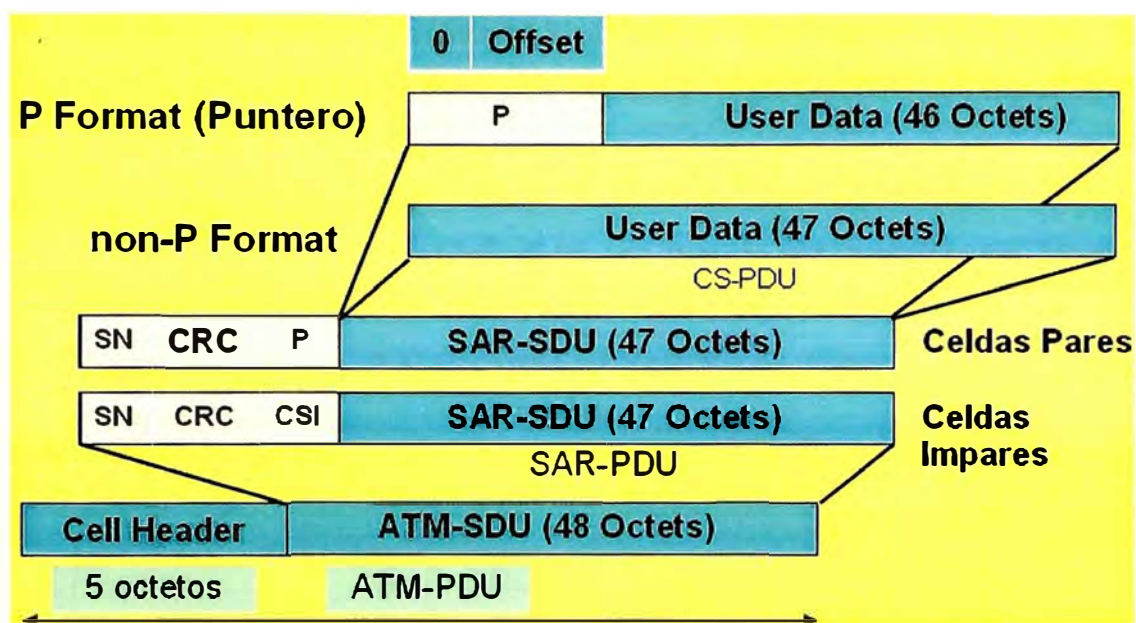 0 Offset
P Format (Puntero) P User Data (46 Octets)
non-P Format User Data (47 Octets)
CS-PDU
SN CRC P SAR-SDU (47 Octets) Celdas Pares
SN CRC CSI SAR-SDU (47 Octets) Celdas
Impares
SAR-PDU
Cell Header ATM-SDU (48 Octets)
5 octetos ATM-PDU